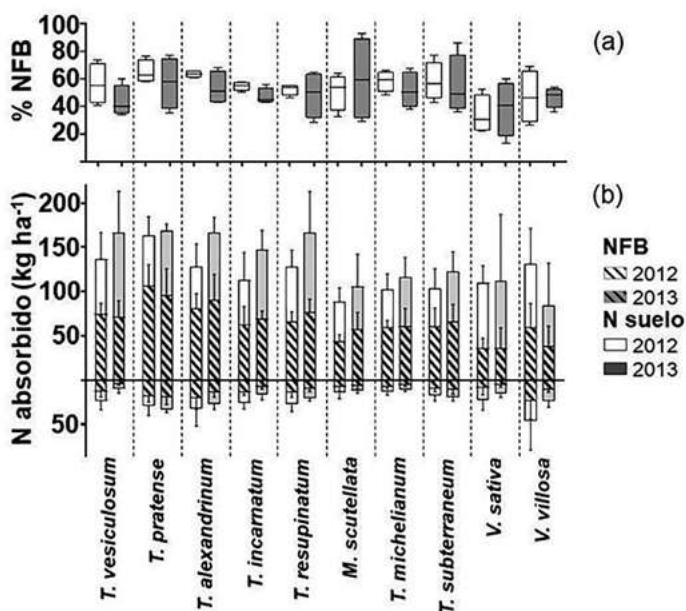 100
80
60
40
20
% NFB
(a)
200
150
100
50
50
N absorbido (kg ha⁻¹)
(b)
NFB
2012
2013
N suelo
2012
2013
T. vesiculosum
T. pratense
T. alexandrinum
T. incarnatum
T. resupinatum
M. scutellata
T. michelianum
T. subterraneum
V. sativa
V. villosa